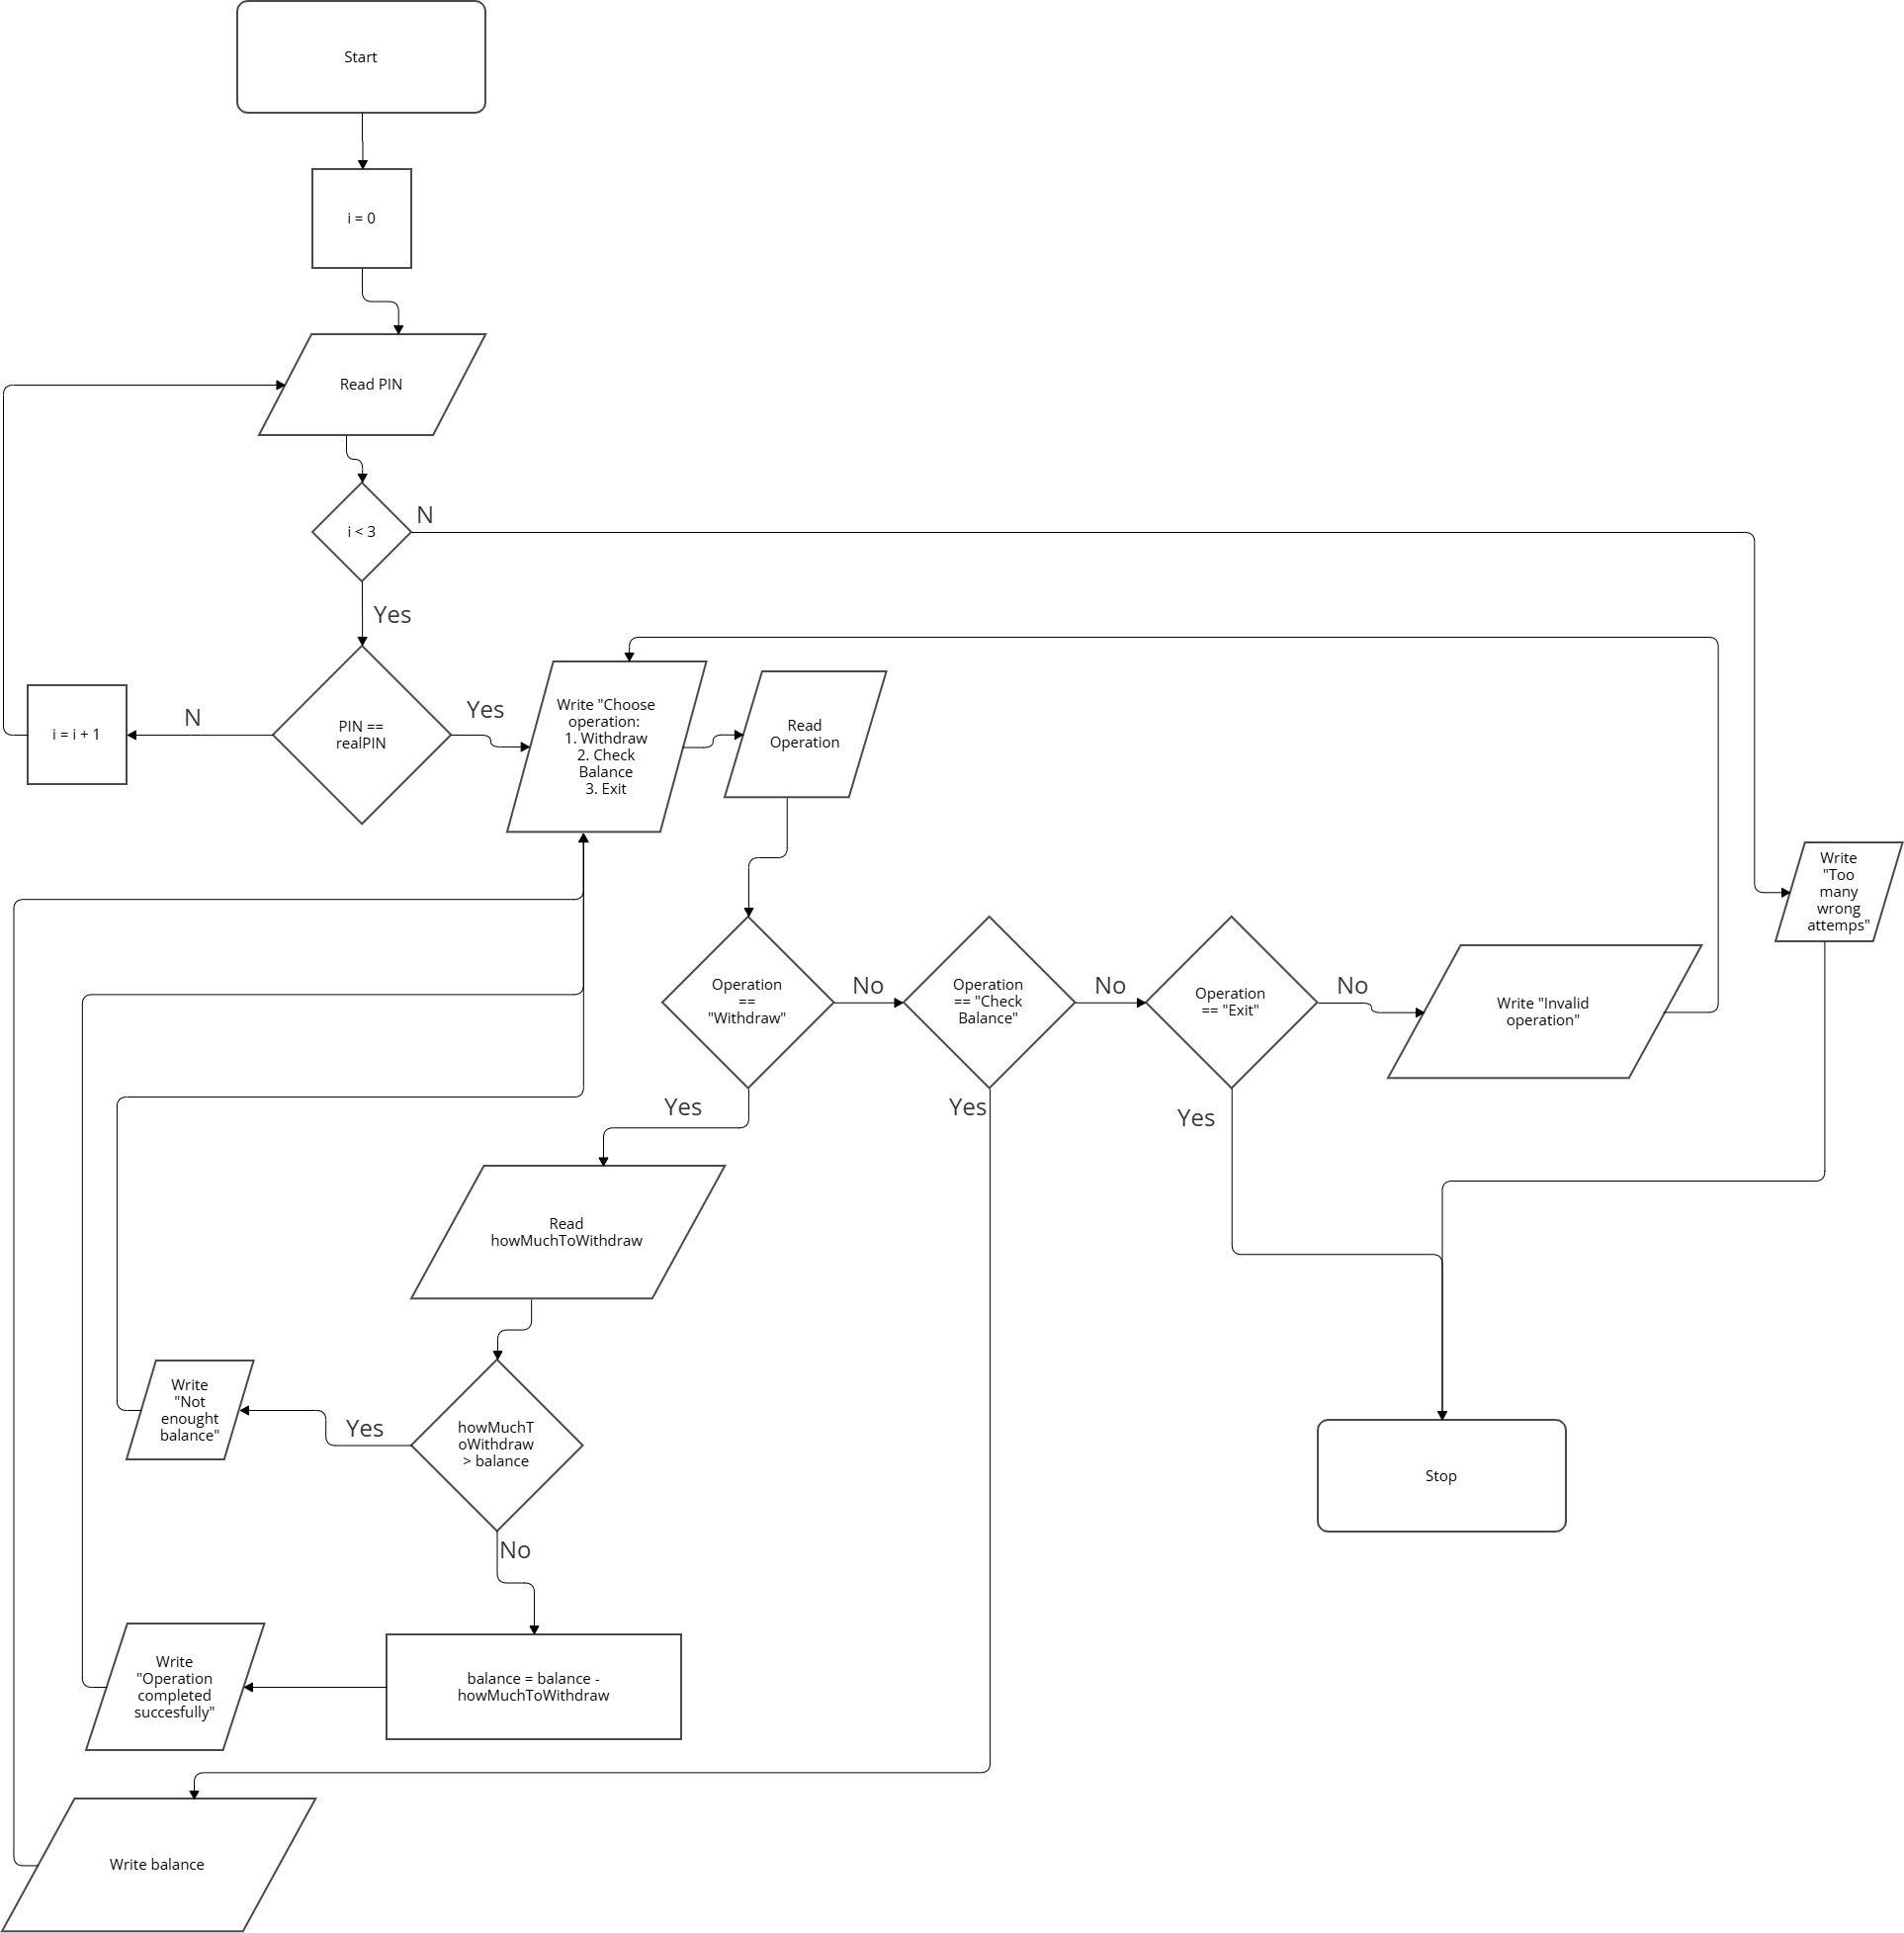 Start
i = 0
Read PIN
i < 3
N
Yes
PIN ==
realPIN
N
i = i + 1
Yes
Write "Choose
operation:
1. Withdraw
2. Check
Balance
3. Exit
Read
Operation
Write
"Too
many
wrong
attemps"
Operation
==
"Withdraw"
No
Operation
== "Check
Balance"
No
Operation
== "Exit"
No
Write "Invalid
operation"
Yes
Yes
Yes
Read
howMuchToWithdraw
Write
"Not
enought
balance"
Yes
howMuchT
oWithdraw
> balance
No
Stop
Write
"Operation
completed
succesfully"
balance = balance -
howMuchToWithdraw
Write balance